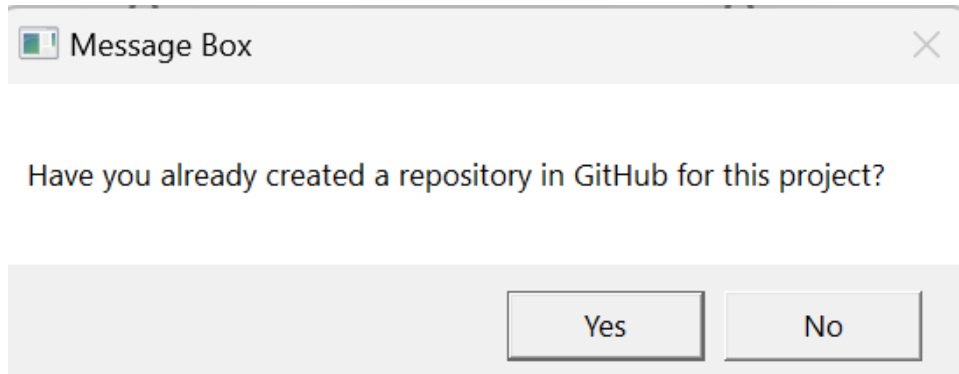 Message Box
Have you already created a repository in GitHub for this project?
Yes
No